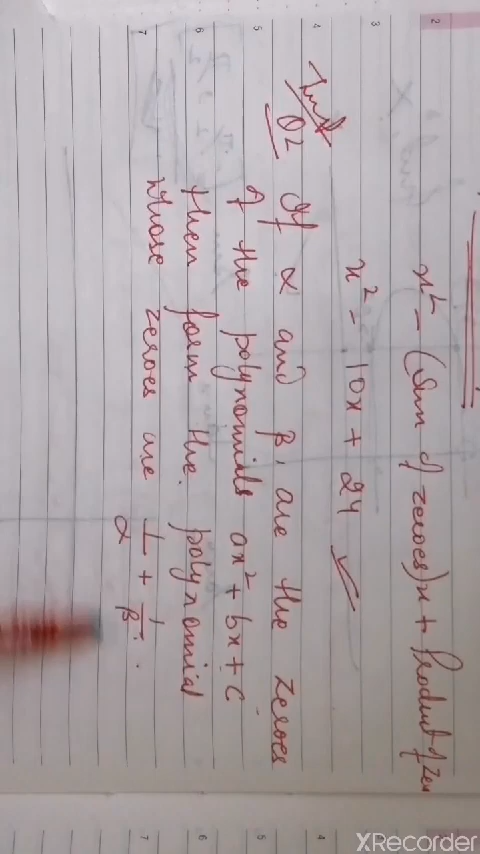 x² - (Sum of zeroes)x + Product of zer
x² - 10x + 24 ✓
Imp
Q2 If α and β, are the zeroes
of the polynomials ax² + bx + c
then form the polynomial
whose zeroes are 1/α + 1/β.
XRecorder